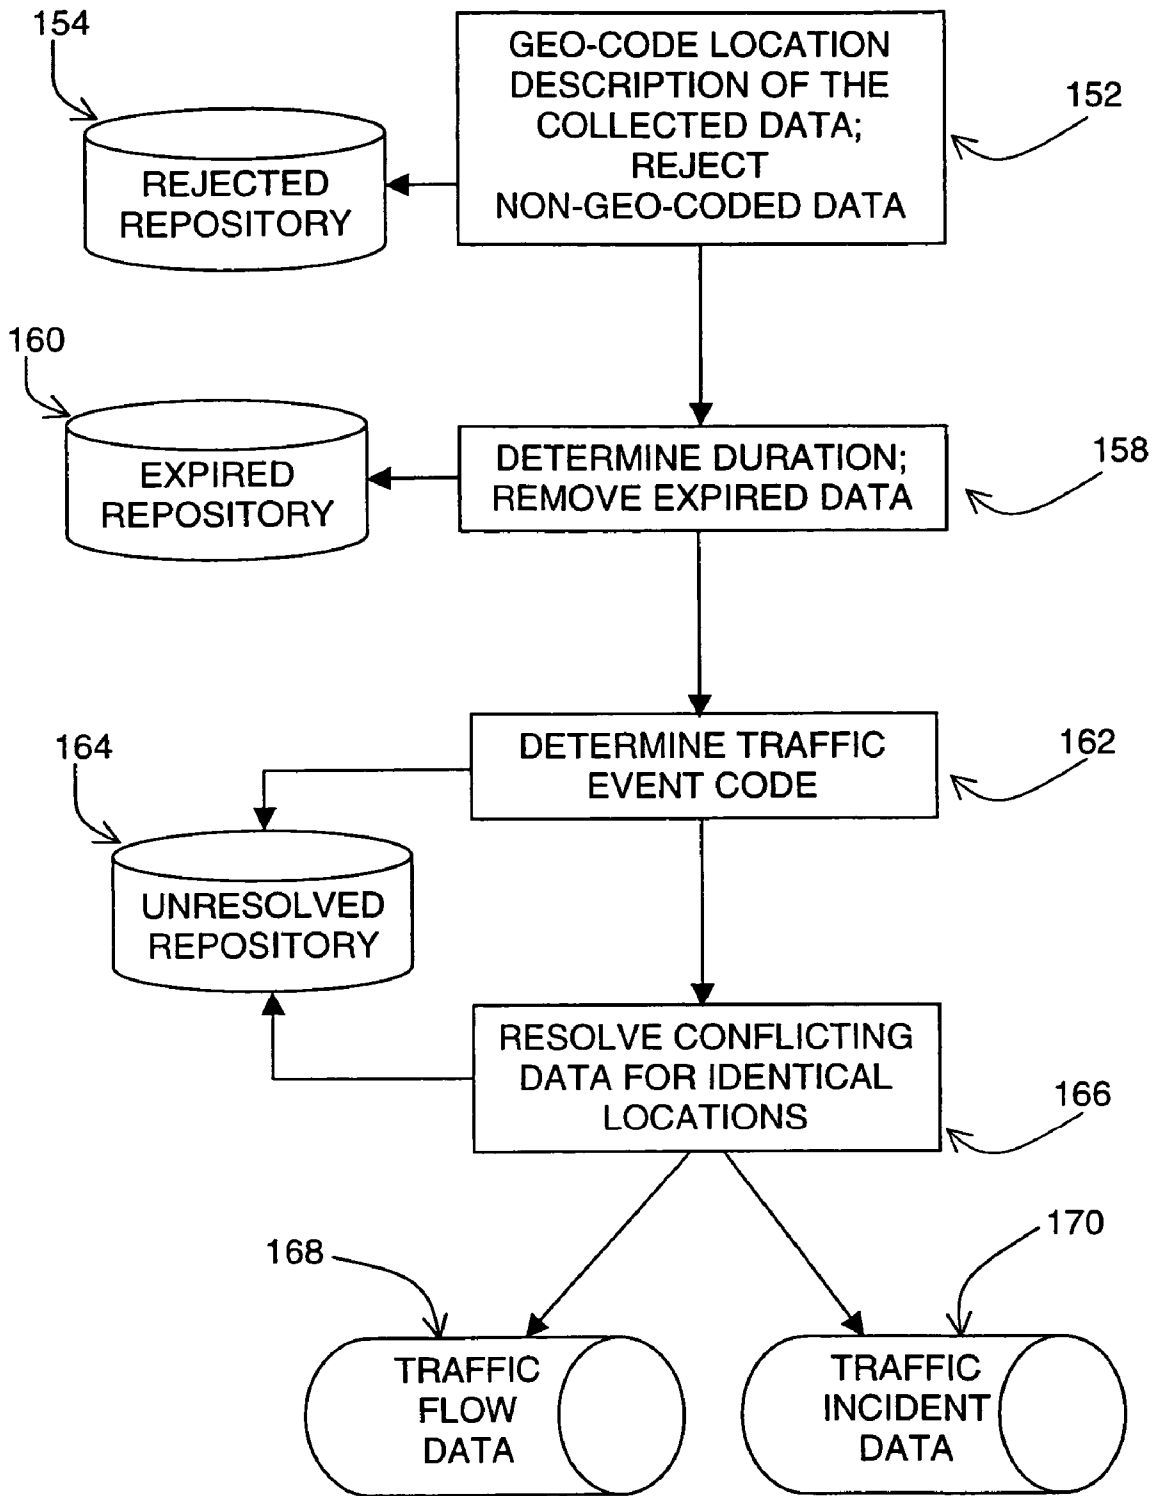 154
GEO-CODE LOCATION
DESCRIPTION OF THE
COLLECTED DATA;
REJECT
NON-GEO-CODED DATA
152
REJECTED
REPOSITORY
160
EXPIRED
REPOSITORY
DETERMINE DURATION;
REMOVE EXPIRED DATA
158
164
DETERMINE TRAFFIC
EVENT CODE
162
UNRESOLVED
REPOSITORY
RESOLVE CONFLICTING
DATA FOR IDENTICAL
LOCATIONS
166
168
170
TRAFFIC
FLOW
DATA
TRAFFIC
INCIDENT
DATA